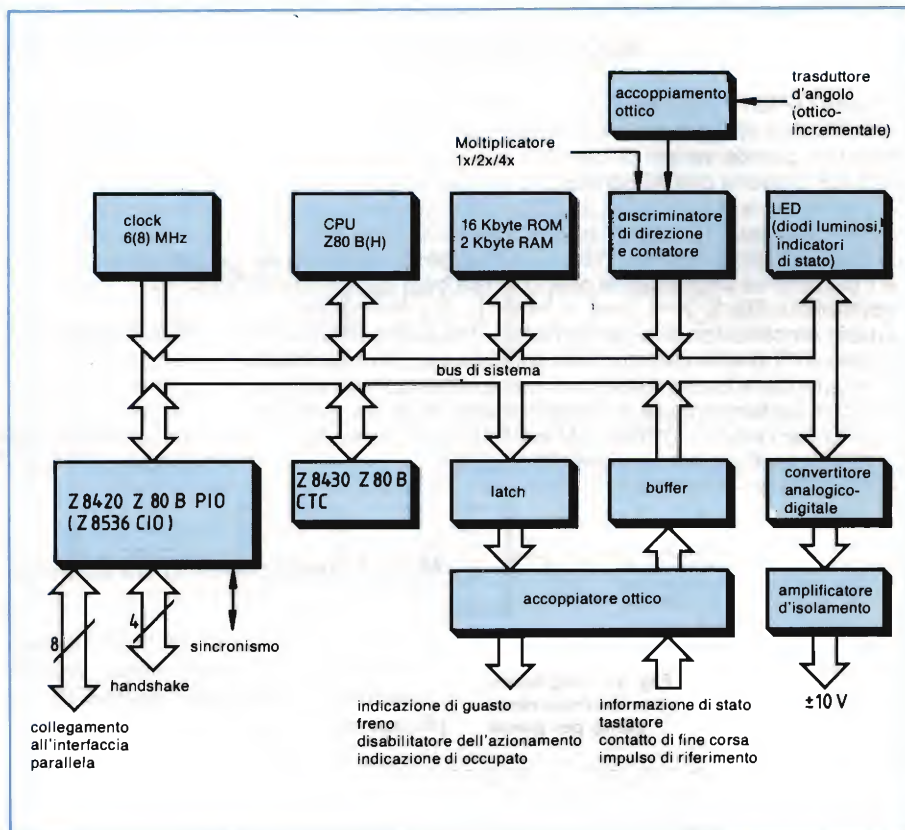 accoppiamento
ottico
trasduttore
d'angolo
(ottico-
incrementale)
Moltiplicatore
1x/2x/4x
clock
6(8) MHz
CPU
Z80 B(H)
16 Kbyte ROM
2 Kbyte RAM
discriminatore
di direzione
e contatore
LED
(diodi luminosi,
indicatori
di stato)
bus di sistema
Z 8420 Z 80 B PIO
(Z 8536 CIO)
Z 8430 Z 80 B
CTC
latch
buffer
convertitore
analogico-
digitale
accoppiatore ottico
amplificatore
d'isolamento
8
4
sincronismo
handshake
collegamento
all'interfaccia
parallela
indicazione di guasto
freno
disabilitatore dell'azionamento
indicazione di occupato
informazione di stato
tastatore
contatto di fine corsa
impulso di riferimento
±10 V